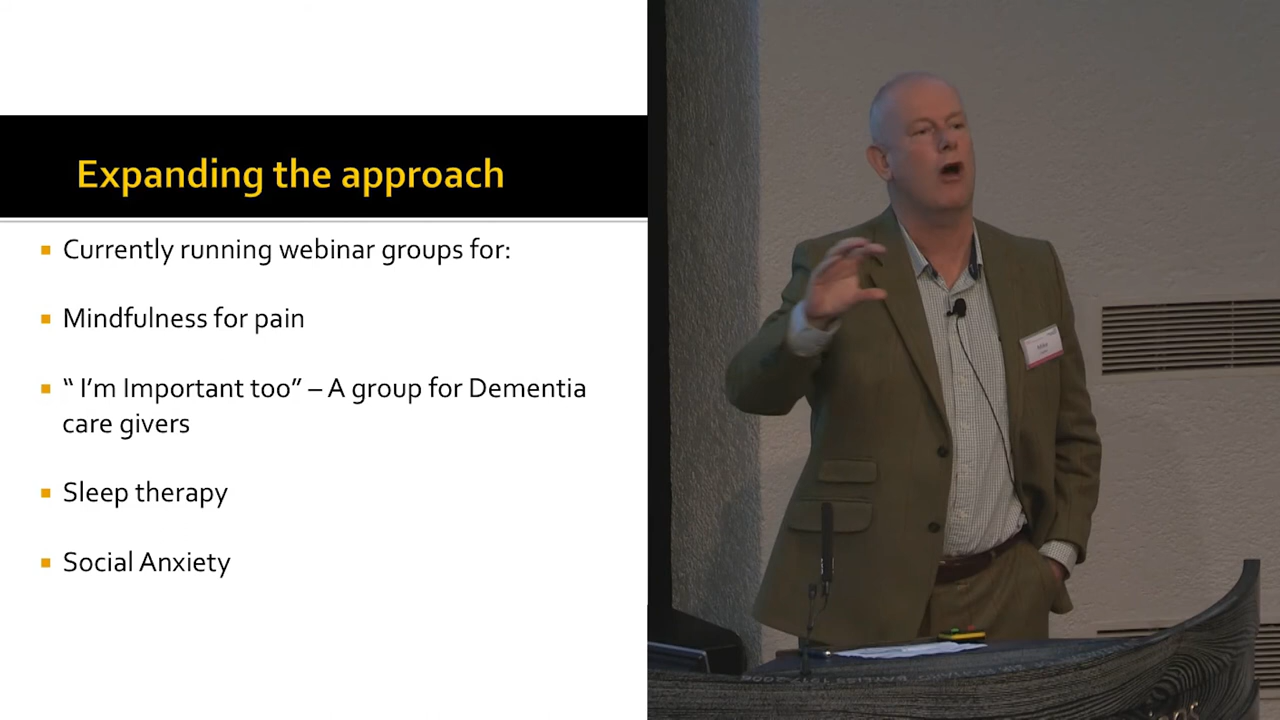 Expanding the approach
Currently running webinar groups for:
Mindfulness for pain
“ I’m Important too” – A group for Dementia
care givers
Sleep therapy
Social Anxiety